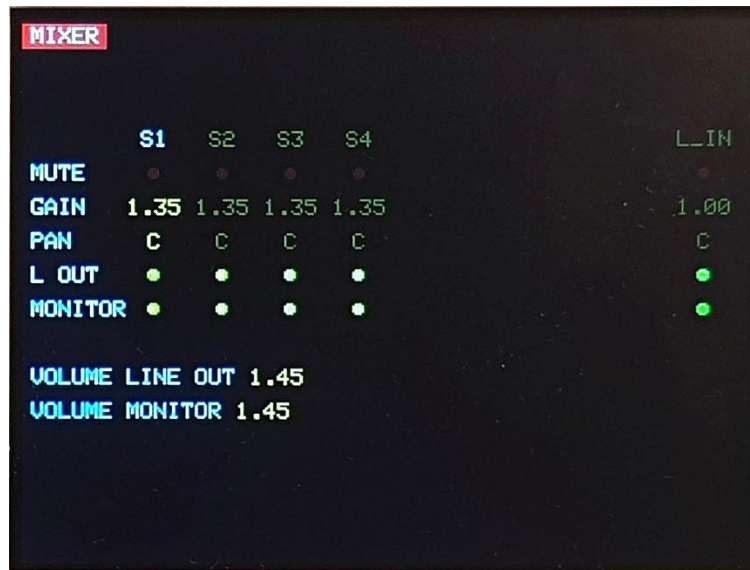 MIXER
S1 S2 S3 S4 L_IN
MUTE
GAIN 1.35 1.35 1.35 1.35 1.00
PAN C C C C C
L OUT
MONITOR
VOLUME LINE OUT 1.45
VOLUME MONITOR 1.45